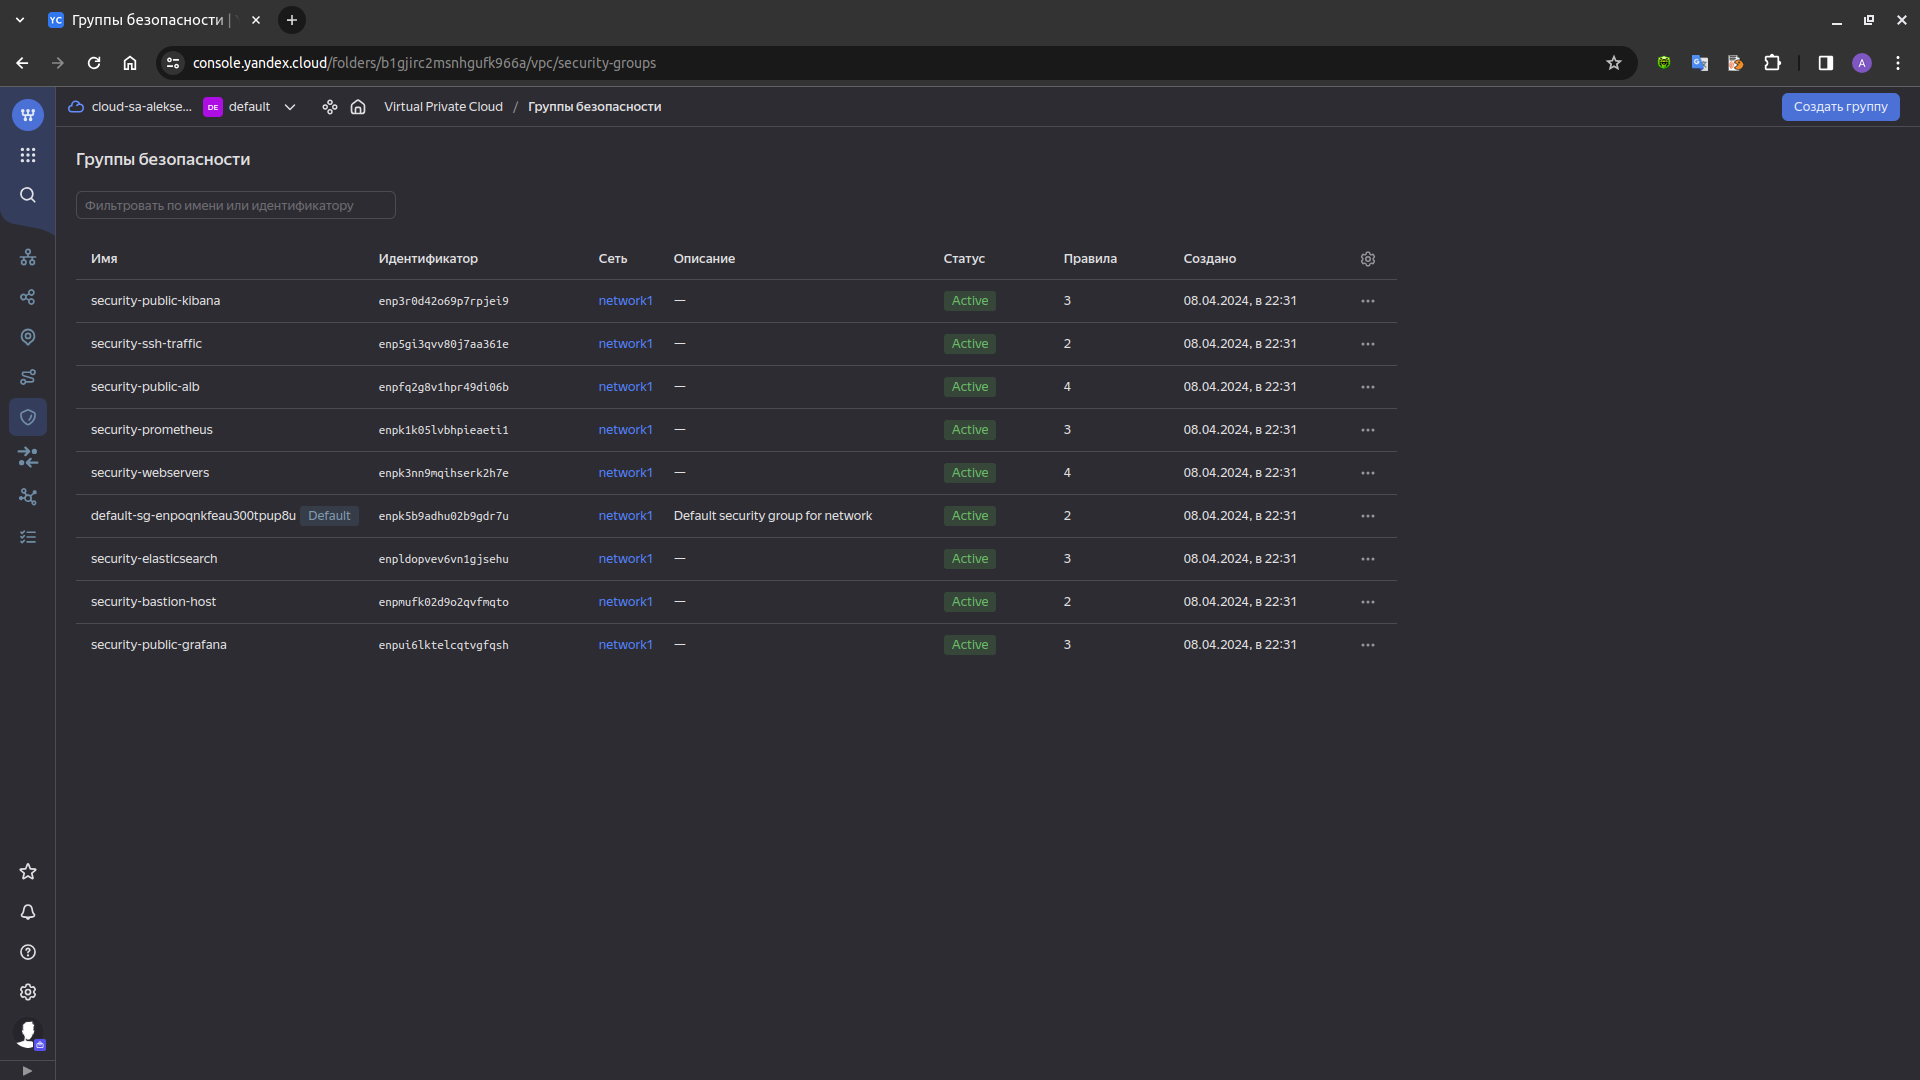 YC Группы безопасности |
console.yandex.cloud/folders/b1gjirc2msnhgufk966a/vpc/security-groups
A
cloud-sa-alekse... DE default Virtual Private Cloud / Группы безопасности Создать группу
Группы безопасности
Фильтровать по имени или идентификатору
Имя Идентификатор Сеть Описание Статус Правила Создано
security-public-kibana enp3r0d42o69p7rpjei9 network1 — Active 3 08.04.2024, в 22:31
security-ssh-traffic enp5gi3qvv80j7aa361e network1 — Active 2 08.04.2024, в 22:31
security-public-alb enpfq2g8v1hpr49di06b network1 — Active 4 08.04.2024, в 22:31
security-prometheus enpk1k05lvbhpieaeti1 network1 — Active 3 08.04.2024, в 22:31
security-webservers enpk3nn9mqihserk2h7e network1 — Active 4 08.04.2024, в 22:31
default-sg-enpoqnkfeau300tpup8u Default enpk5b9adhu02b9gdr7u network1 Default security group for network Active 2 08.04.2024, в 22:31
security-elasticsearch enpldopvev6vn1gjsehu network1 — Active 3 08.04.2024, в 22:31
security-bastion-host enpmufk02d9o2qvfmqto network1 — Active 2 08.04.2024, в 22:31
security-public-grafana enpui6lktelcqtvgfqsh network1 — Active 3 08.04.2024, в 22:31